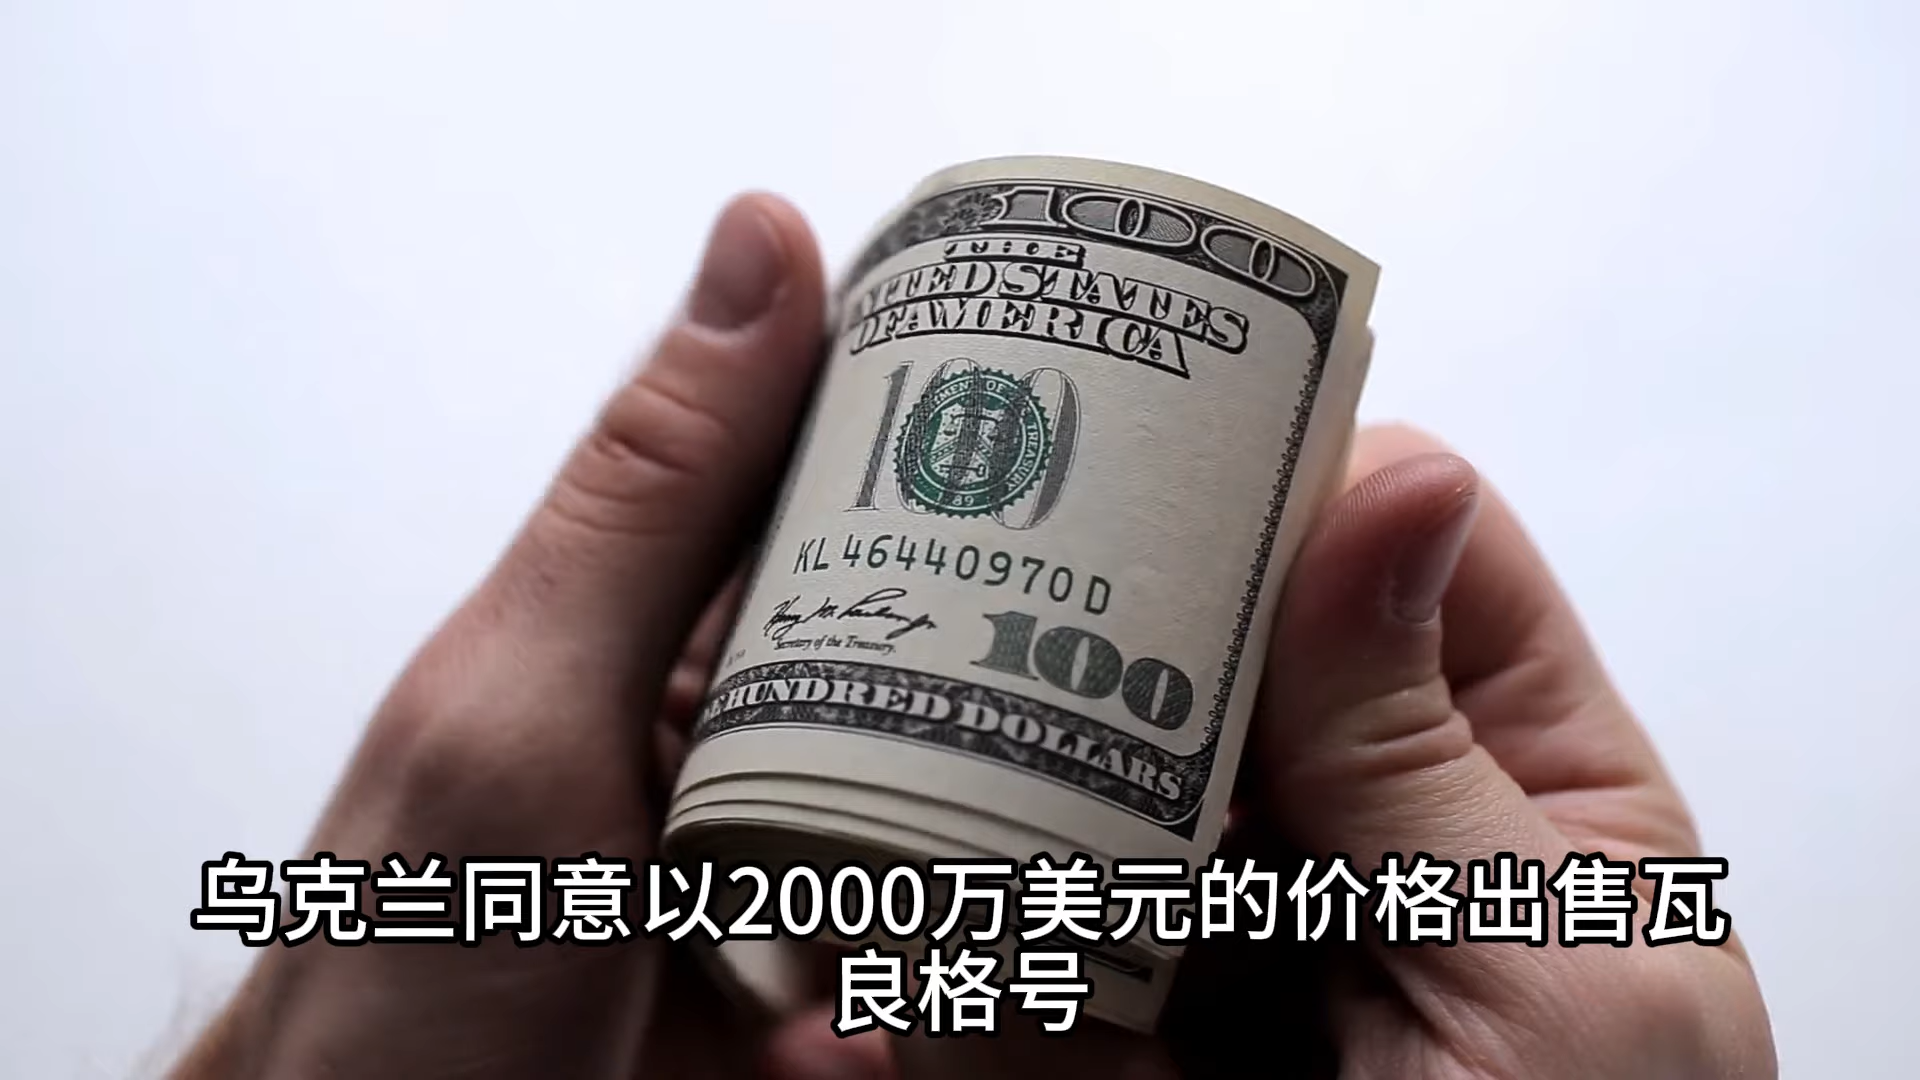 100
THE
UNITED STATES
OF AMERICA
100
KL 46440970 D
Secretary of the Treasury.
100
HUNDRED DOLLARS
乌克兰同意以2000万美元的价格出售瓦
良格号